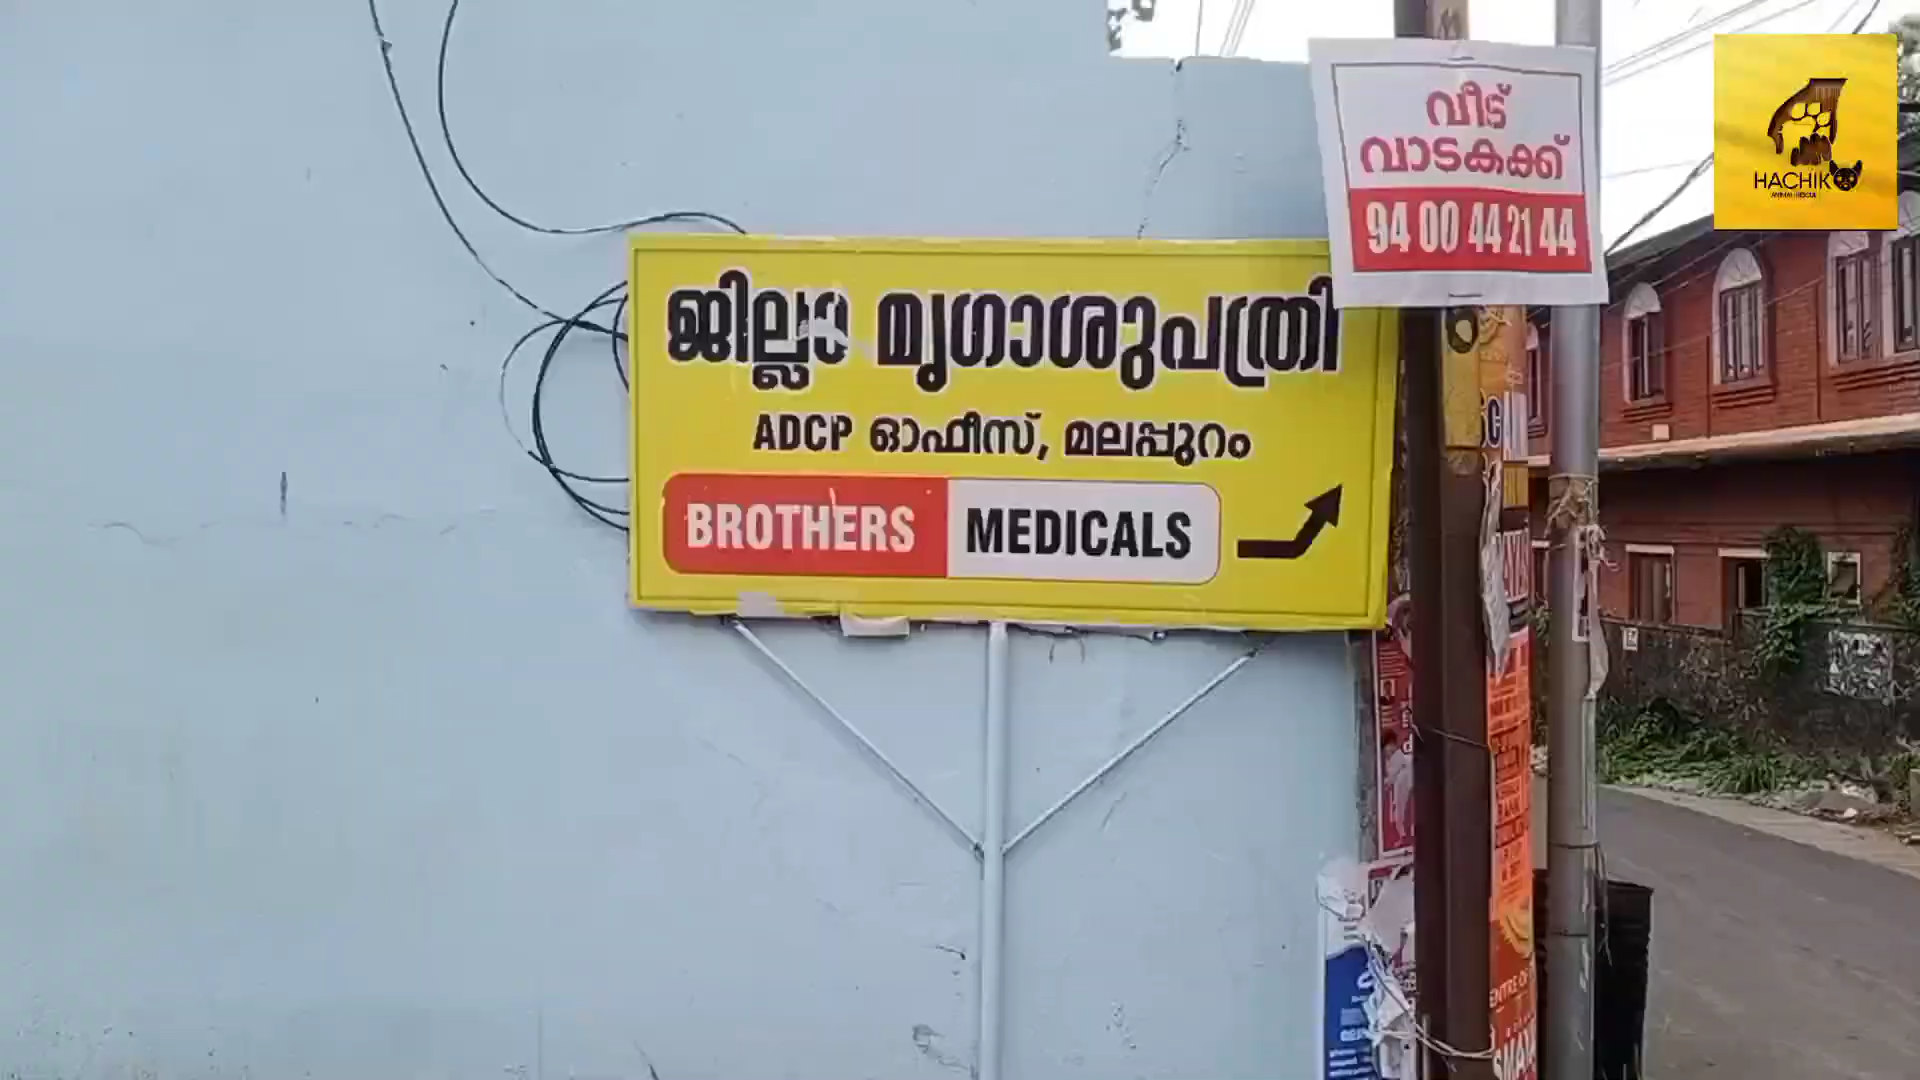 വീട്
വാടകക്ക്
94 00 44 21 44
HACHIKO
ജില്ലാ മൃഗാശുപത്രി
ADCP ഓഫീസ്, മലപ്പുറം
BROTHERS MEDICALS